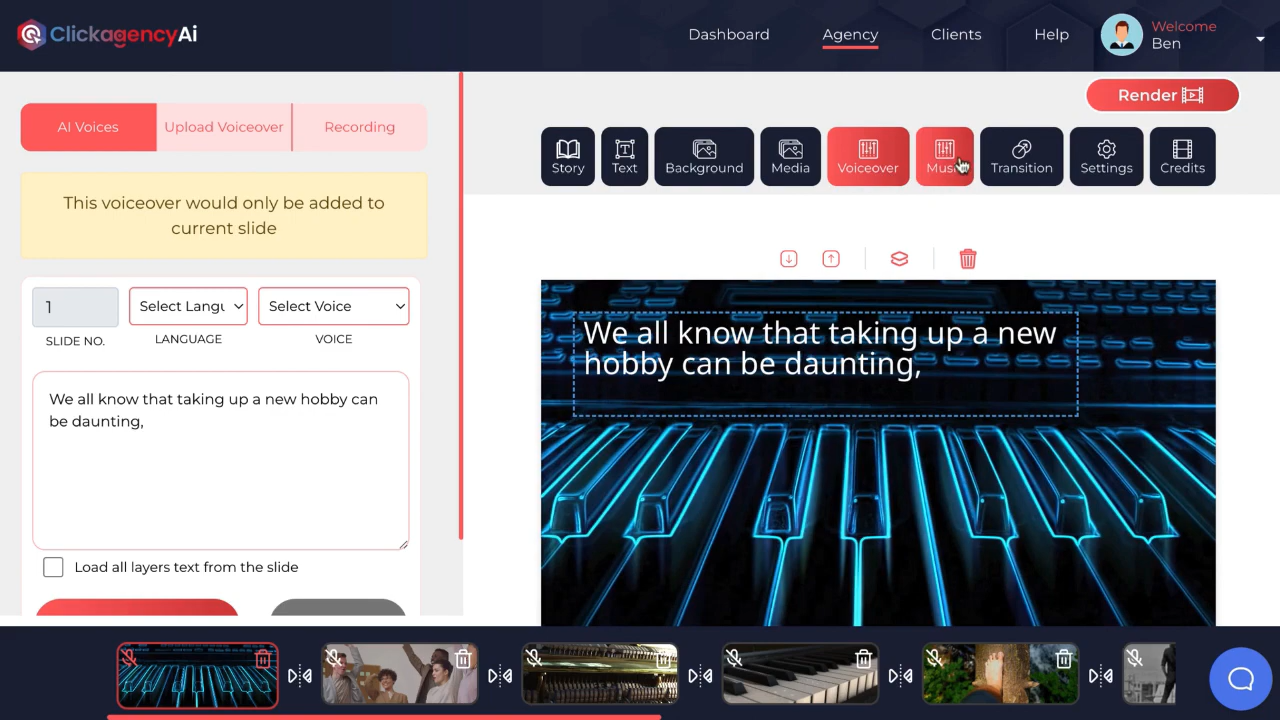 ClickagencyAi
Dashboard
Agency
Clients
Help
Welcome
Ben
Render
AI Voices
Upload Voiceover
Recording
Story
Text
Background
Media
Voiceover
Transition
Settings
Credits
This voiceover would only be added to
current slide
1
Select Langu
Select Voice
SLIDE NO.
LANGUAGE
VOICE
We all know that taking up a new hobby can
be daunting,
Load all layers text from the slide
We all know that taking up a new
hobby can be daunting,